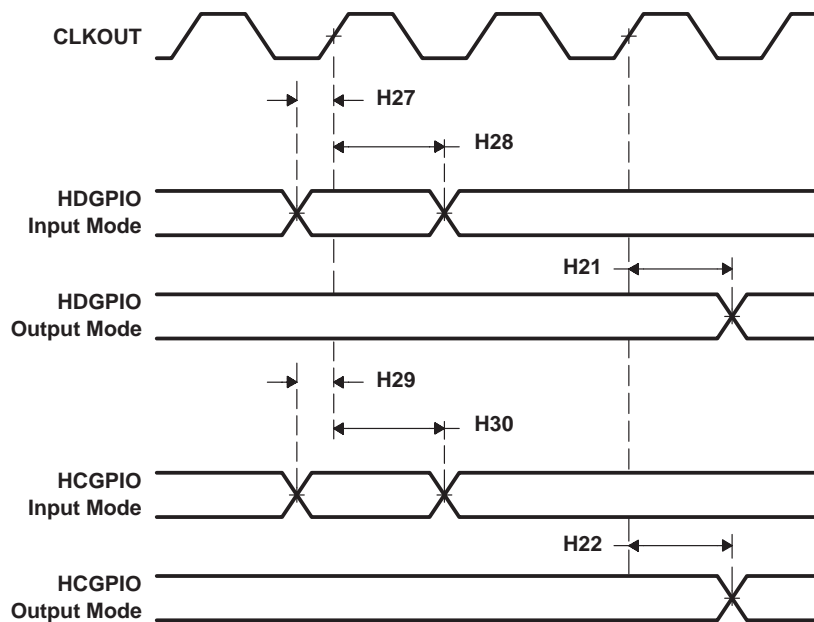 CLKOUT
H27
H28
HDGPIO
Input Mode
H21
HDGPIO
Output Mode
H29
H30
HCGPIO
Input Mode
H22
HCGPIO
Output Mode